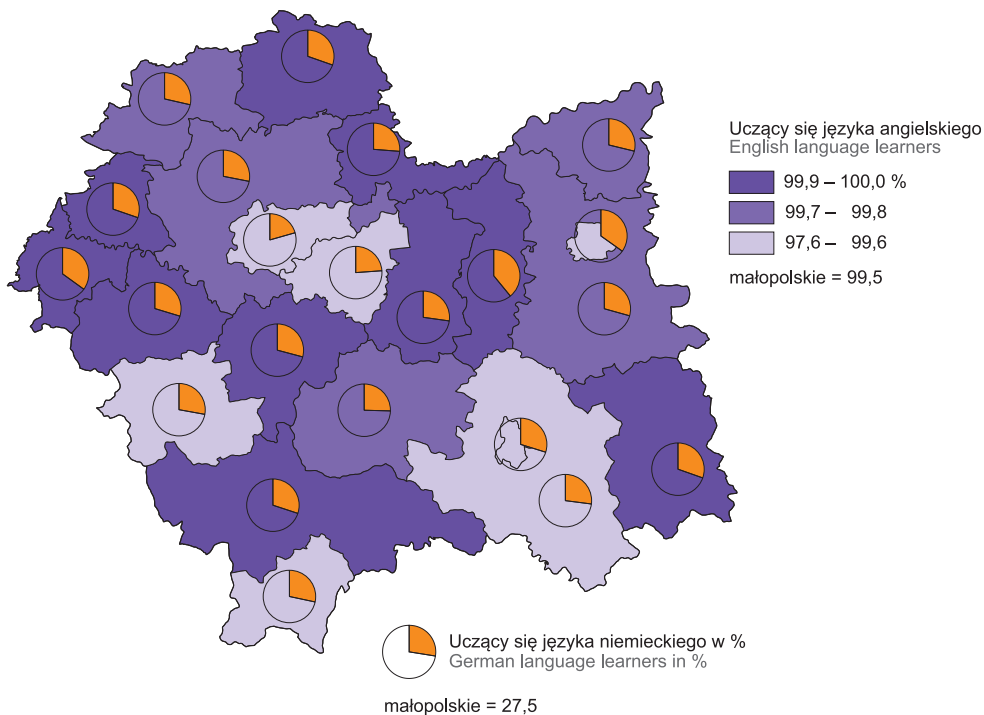 Uczący się języka angielskiego
English language learners
99,9 – 100,0 %
99,7 – 99,8
97,6 – 99,6
małopolskie = 99,5
Uczący się języka niemieckiego w %
German language learners in %
małopolskie = 27,5